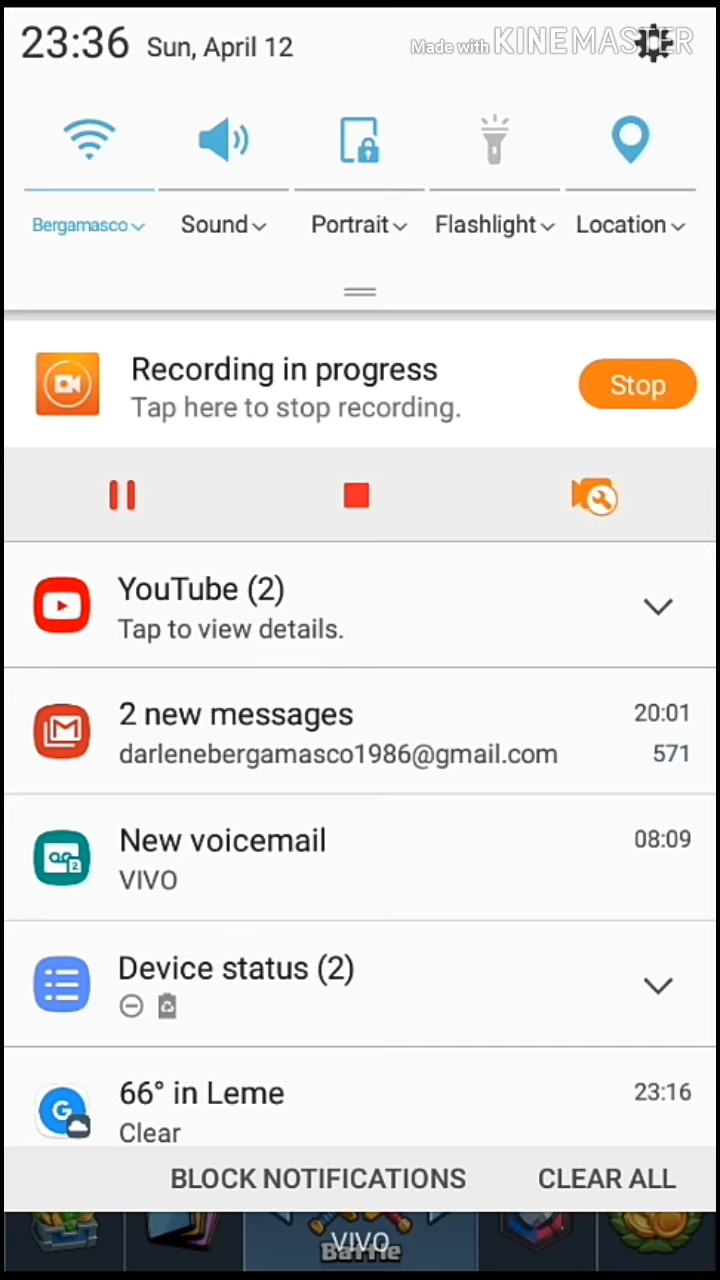 23:36 Sun, April 12
Made with KINEMASTER
Bergamasco Sound Portrait Flashlight Location
Recording in progress
Tap here to stop recording.
Stop
YouTube (2)
Tap to view details.
2 new messages 20:01
darlenebergamasco1986@gmail.com 571
New voicemail 08:09
VIVO
Device status (2)
66° in Leme 23:16
Clear
BLOCK NOTIFICATIONS CLEAR ALL
VIVO
Battle